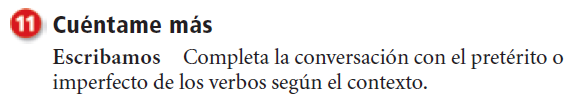 11 Cuéntame más
Escribamos Completa la conversación con el pretérito o
imperfecto de los verbos según el contexto.